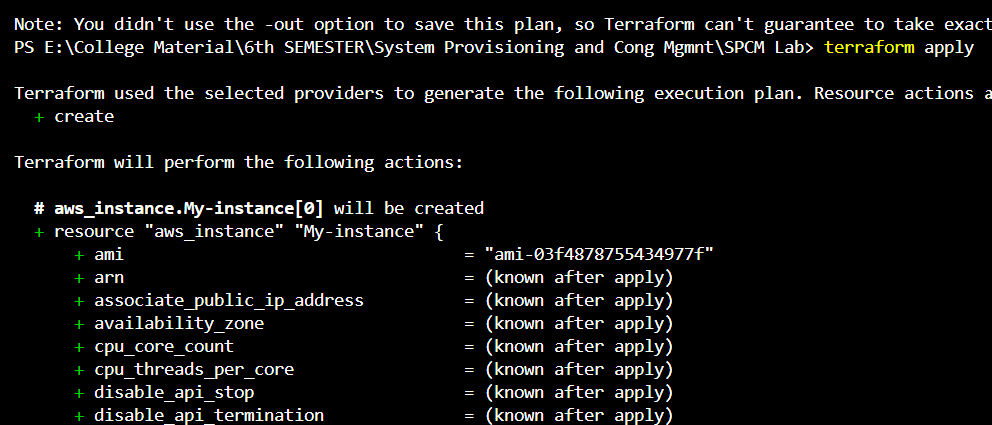 Note: You didn't use the -out option to save this plan, so Terraform can't guarantee to take exact
PS E:\College Material\6th SEMESTER\System Provisioning and Cong Mgmnt\SPCM Lab> terraform apply
Terraform used the selected providers to generate the following execution plan. Resource actions a
+ create
Terraform will perform the following actions:
# aws_instance.My-instance[0] will be created
+ resource "aws_instance" "My-instance" {
+ ami = "ami-03f4878755434977f"
+ arn = (known after apply)
+ associate_public_ip_address = (known after apply)
+ availability_zone = (known after apply)
+ cpu_core_count = (known after apply)
+ cpu_threads_per_core = (known after apply)
+ disable_api_stop = (known after apply)
+ disable_api_termination = (known after apply)